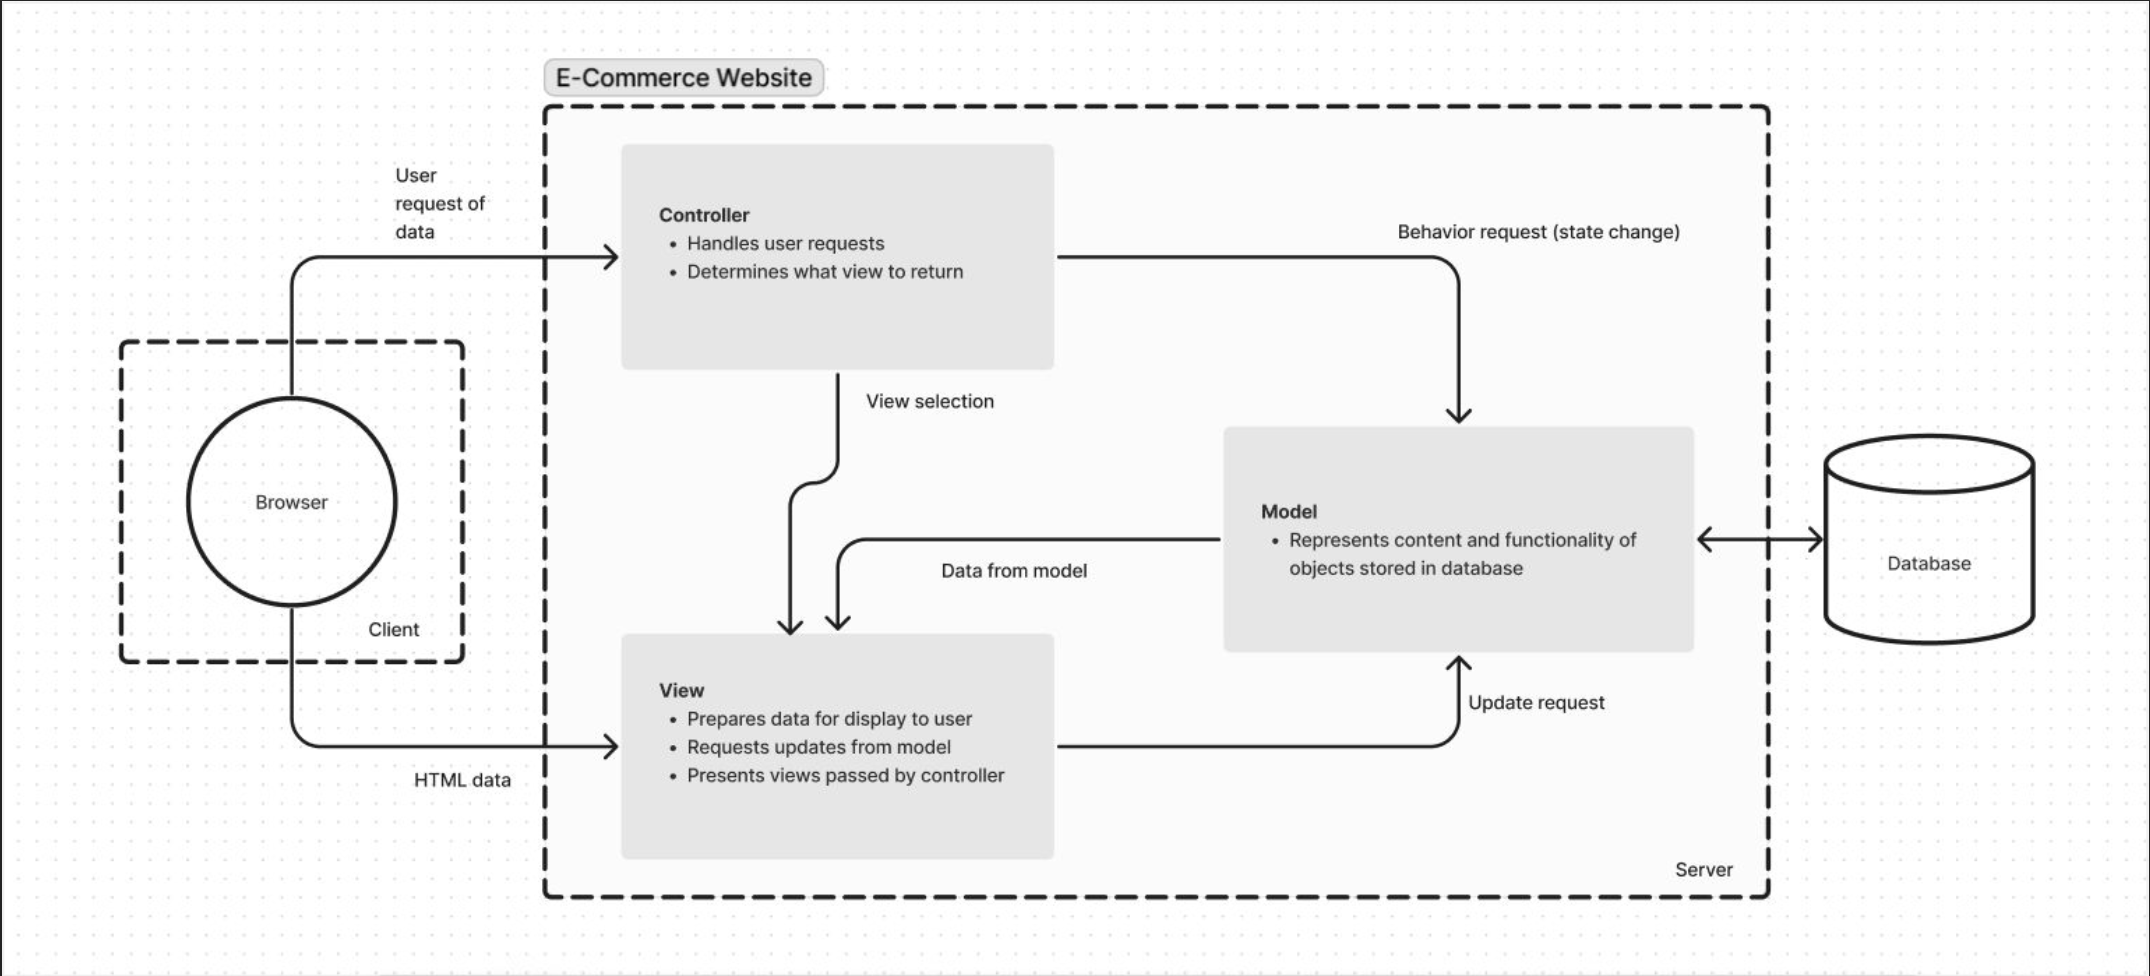 E-Commerce Website
User
request of
data
Controller
• Handles user requests
• Determines what view to return
Behavior request (state change)
View selection
Browser
Client
Model
• Represents content and functionality of
objects stored in database
Data from model
Database
View
• Prepares data for display to user
• Requests updates from model
• Presents views passed by controller
Update request
HTML data
Server